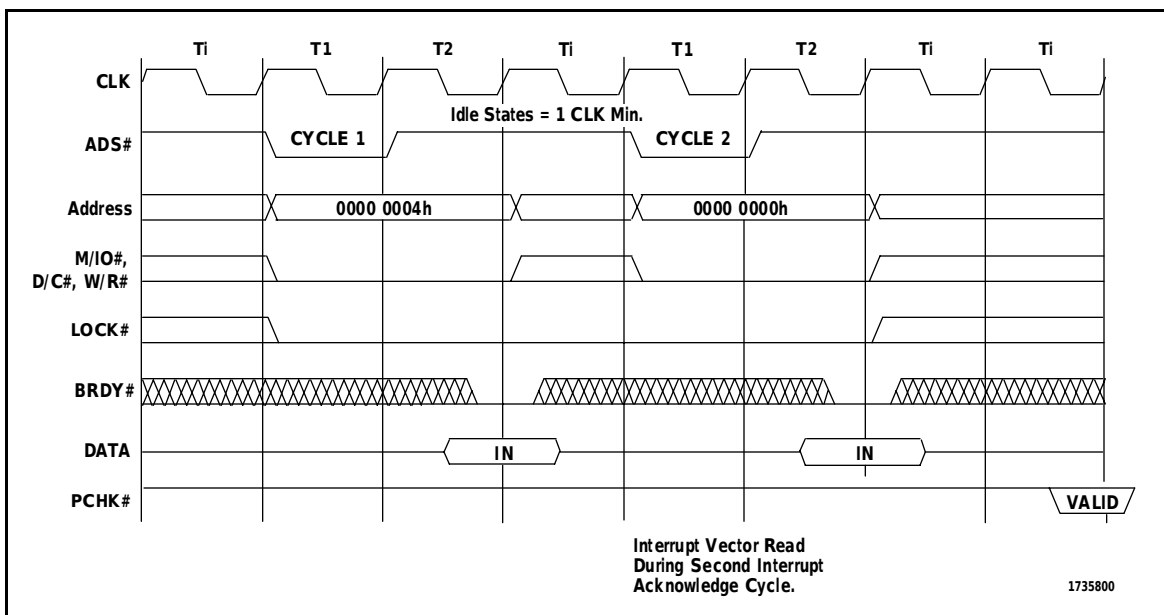 Ti T1 T2 Ti T1 T2 Ti Ti
CLK
Idle States = 1 CLK Min.
ADS# CYCLE 1 CYCLE 2
Address 0000 0004h 0000 0000h
M/IO#,
D/C#, W/R#
LOCK#
BRDY#
DATA IN IN
PCHK# VALID
Interrupt Vector Read
During Second Interrupt
Acknowledge Cycle.
1735800